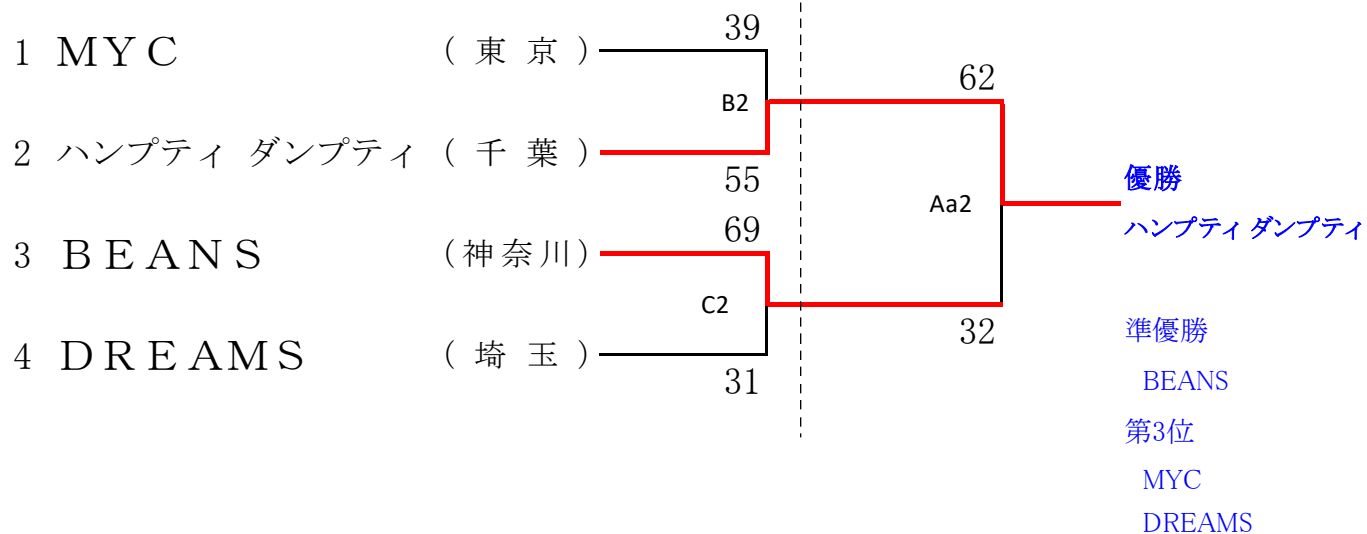 39
1 MYC (東京)
62
B2
2 ハンプティ ダンプティ (千葉)
55
優勝
Aa2
69
ハンプティ ダンプティ
3 BEANS (神奈川)
C2
32
準優勝
4 DREAMS (埼玉)
31
BEANS
第3位
MYC
DREAMS